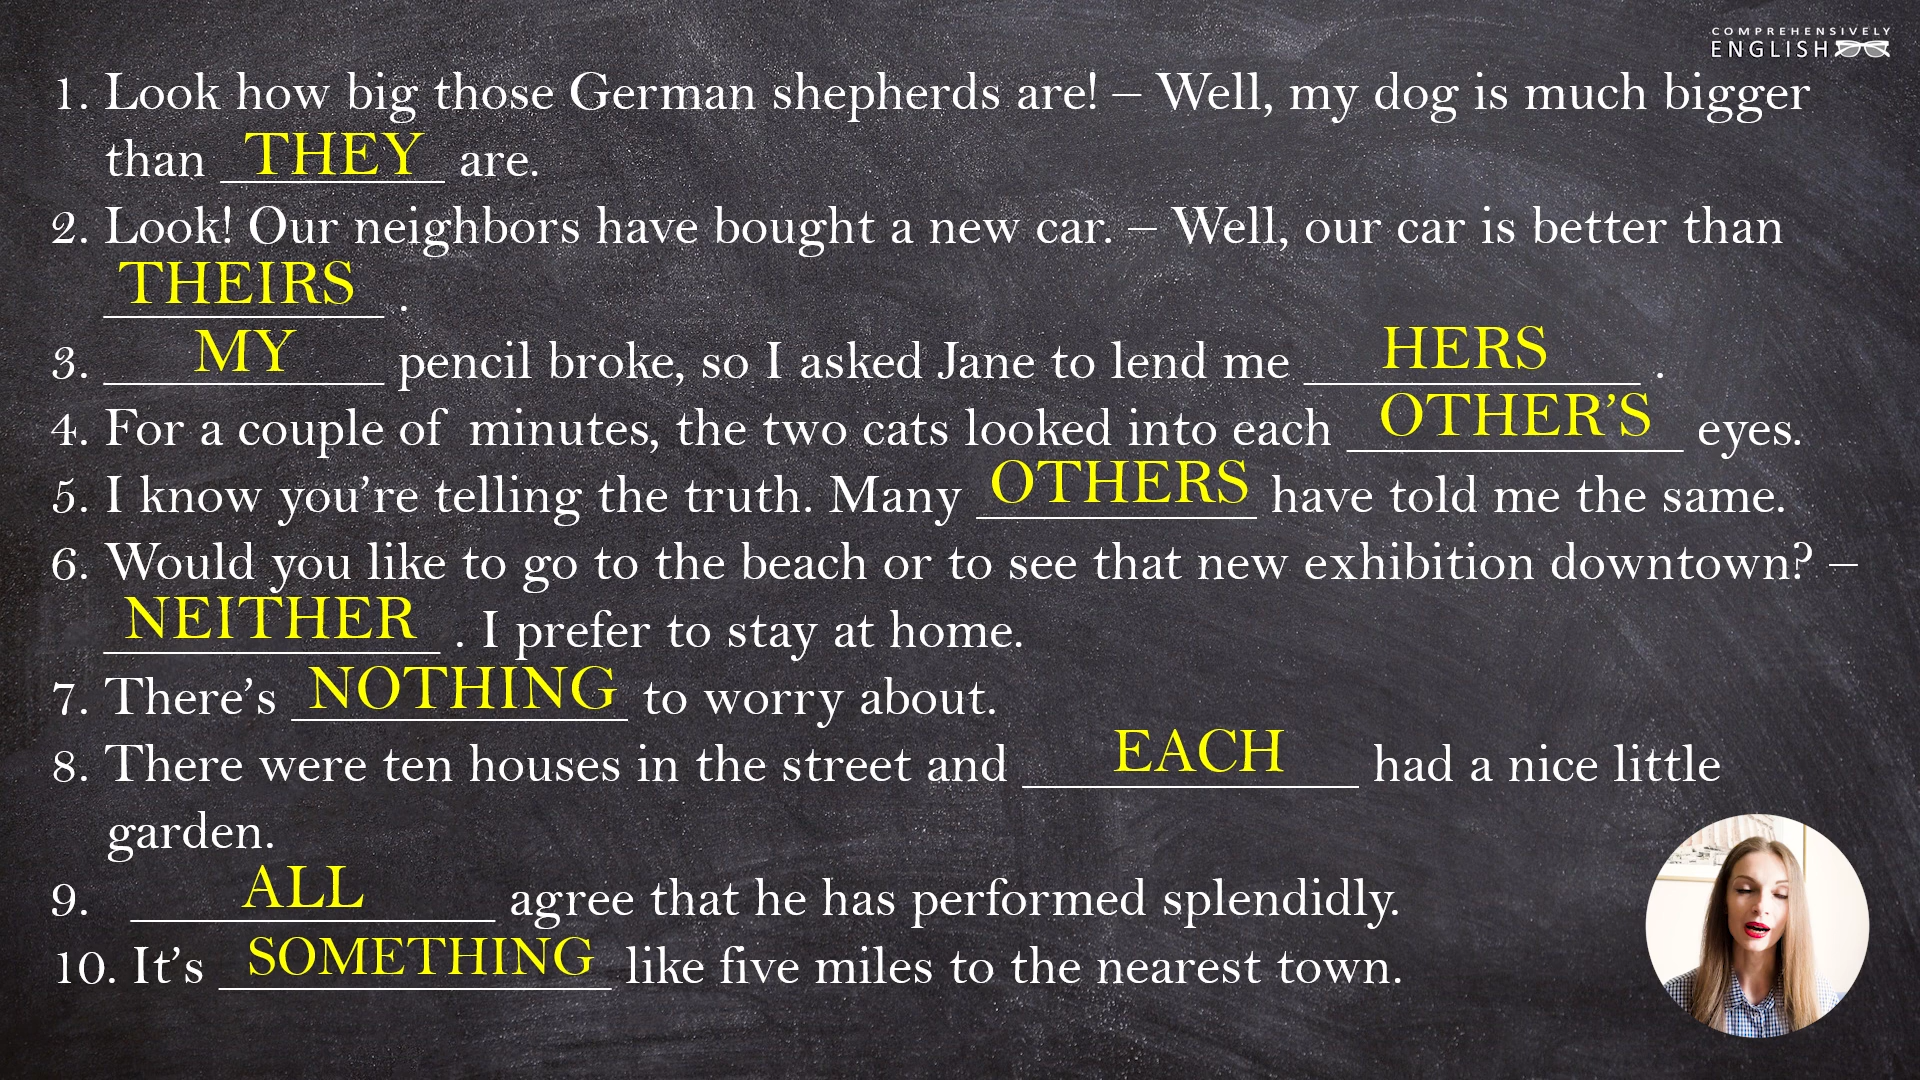 COMPREHENSIVELY
ENGLISH
1. Look how big those German shepherds are! – Well, my dog is much bigger
than THEY are.
2. Look! Our neighbors have bought a new car. – Well, our car is better than
THEIRS .
3. MY pencil broke, so I asked Jane to lend me HERS .
4. For a couple of minutes, the two cats looked into each OTHER’S eyes.
5. I know you’re telling the truth. Many OTHERS have told me the same.
6. Would you like to go to the beach or to see that new exhibition downtown? –
NEITHER . I prefer to stay at home.
7. There’s NOTHING to worry about.
8. There were ten houses in the street and EACH had a nice little
garden.
9. ALL agree that he has performed splendidly.
10. It’s SOMETHING like five miles to the nearest town.